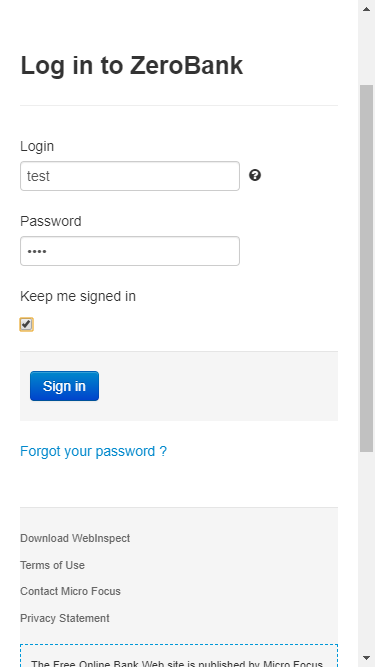 Log in to ZeroBank
Login
test
Password
Keep me signed in
Sign in
Forgot your password ?
Download WebInspect
Terms of Use
Contact Micro Focus
Privacy Statement
The Free Online Bank Web site is published by Micro Focus